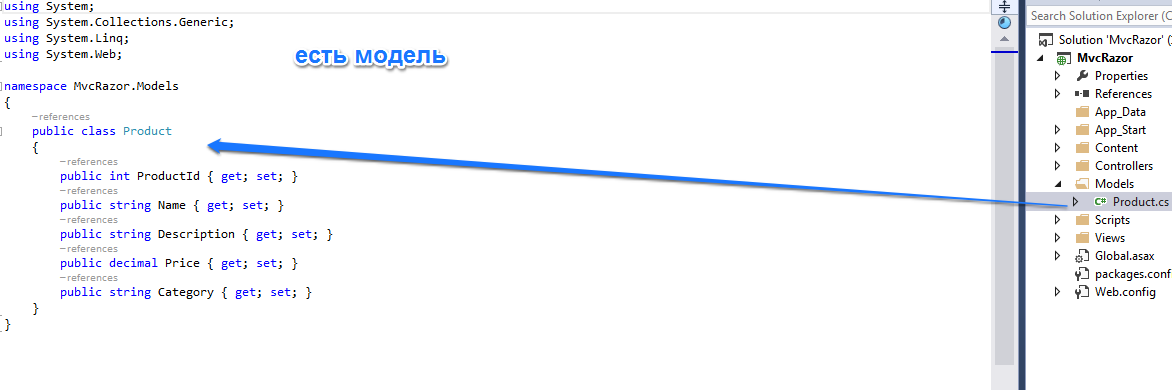 using System;
using System.Collections.Generic;
using System.Linq;
using System.Web;
есть модель
namespace MvcRazor.Models
{
-references
public class Product
{
-references
public int ProductId { get; set; }
-references
public string Name { get; set; }
-references
public string Description { get; set; }
-references
public decimal Price { get; set; }
-references
public string Category { get; set; }
}
}
Search Solution Explorer (C
Solution 'MvcRazor' (
MvcRazor
Properties
References
App_Data
App_Start
Content
Controllers
Models
C# Product.cs
Scripts
Views
Global.asax
packages.conf
Web.config